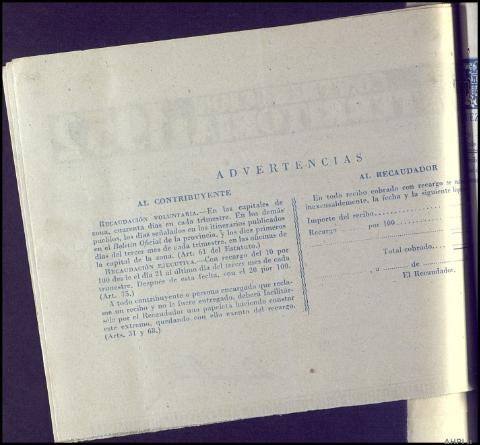 ADVERTENCIAS
AL CONTRIBUYENTE
RECAUDACIÓN VOLUNTARIA.—En las capitales de
zona, cuarenta días en cada trimestre. En los demás
pueblos, los días señalados en los itinerarios publicados
en el Boletín Oficial de la provincia, y los diez primeros
días del tercer mes de cada trimestre, en las oficinas de
la capital de la zona. (Art. 61 del Estatuto.)
RECAUDACIÓN EJECUTIVA.—Con recargo del 10 por
100 desde el día 21 al último día del tercer mes de cada
trimestre. Después de esta fecha, con el 20 por 100.
(Art. 75.)
A todo contribuyente o persona encargada que recla-
me un recibo y no le fuere entregado, deberá facilitár-
sele por el Recaudador una papeleta haciendo constar
este extremo, quedando con ello exento del recargo.
(Arts. 31 y 68.)
AL RECAUDADOR
En todo recibo cobrado con recargo se
inexcusablemente, la fecha y la siguiente
Importe del recibo
Recargo por 100
Total cobrado
, a de
El Recaudador,